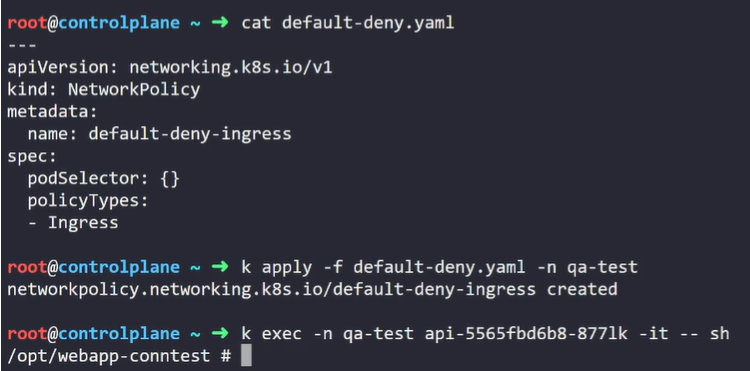 root@controlplane ~ ➜ cat default-deny.yaml
---
apiVersion: networking.k8s.io/v1
kind: NetworkPolicy
metadata:
  name: default-deny-ingress
spec:
  podSelector: {}
  policyTypes:
  - Ingress
root@controlplane ~ ➜ k apply -f default-deny.yaml -n qa-test
networkpolicy.networking.k8s.io/default-deny-ingress created
root@controlplane ~ ➜ k exec -n qa-test api-5565fbd6b8-877lk -it -- sh
/opt/webapp-conntest #